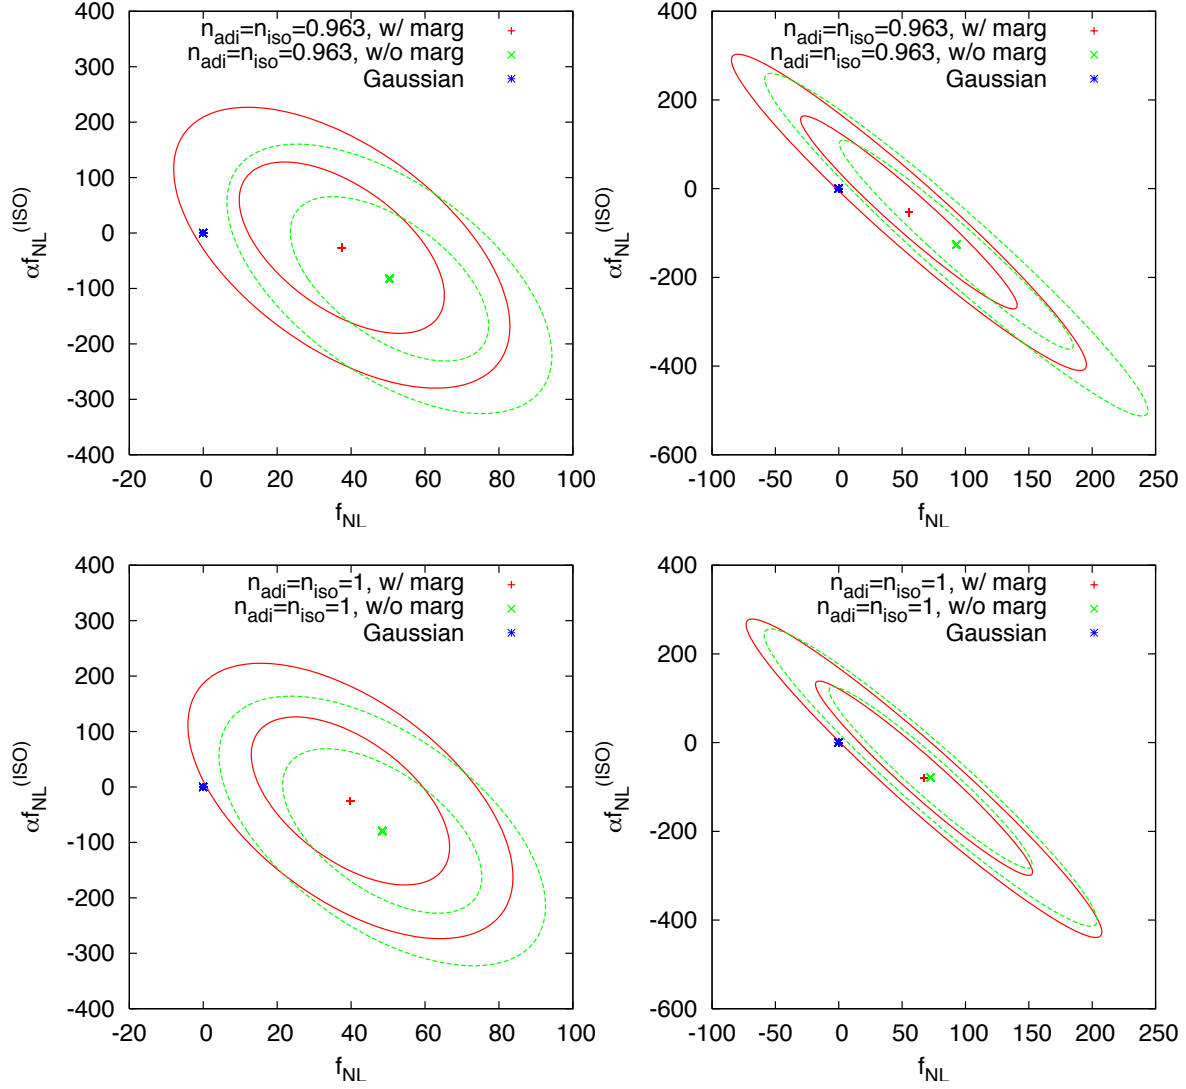 400
300
200
100
0
-100
-200
-300
-400
αf_NL^(ISO)
n_adi=n_iso=0.963, w/ marg
n_adi=n_iso=0.963, w/o marg
Gaussian
-20 0 20 40 60 80 100
f_NL
400
200
0
-200
-400
-600
αf_NL^(ISO)
n_adi=n_iso=0.963, w/ marg
n_adi=n_iso=0.963, w/o marg
Gaussian
-100 -50 0 50 100 150 200 250
f_NL
400
300
200
100
0
-100
-200
-300
-400
αf_NL^(ISO)
n_adi=n_iso=1, w/ marg
n_adi=n_iso=1, w/o marg
Gaussian
-20 0 20 40 60 80 100
f_NL
400
200
0
-200
-400
-600
αf_NL^(ISO)
n_adi=n_iso=1, w/ marg
n_adi=n_iso=1, w/o marg
Gaussian
-100 -50 0 50 100 150 200 250
f_NL